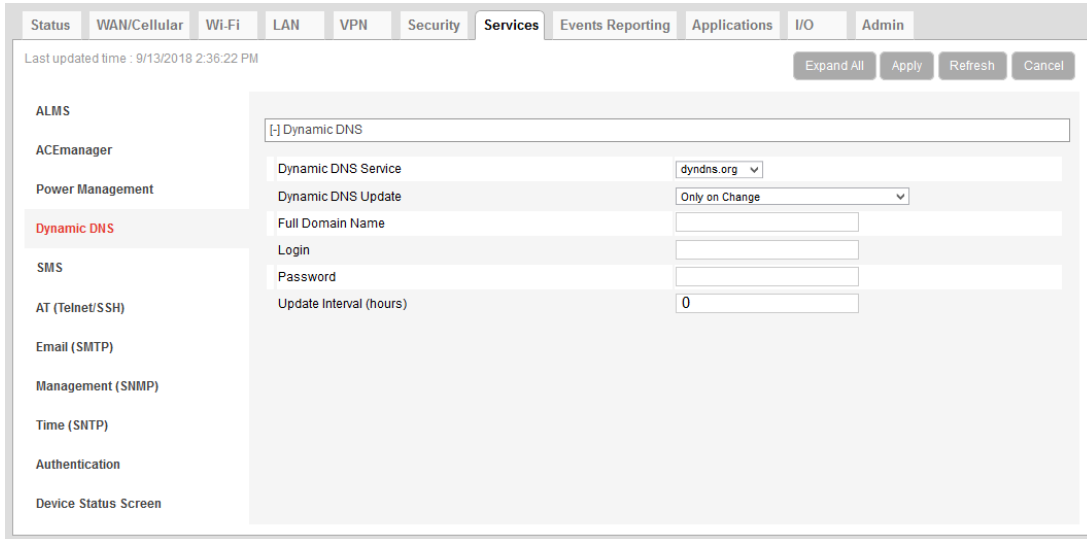 Status WAN/Cellular Wi-Fi LAN VPN Security Services Events Reporting Applications I/O Admin
Last updated time : 9/13/2018 2:36:22 PM
Expand All Apply Refresh Cancel
ALMS
ACEmanager
Power Management
Dynamic DNS
SMS
AT (Telnet/SSH)
Email (SMTP)
Management (SNMP)
Time (SNTP)
Authentication
Device Status Screen
[-] Dynamic DNS
Dynamic DNS Service dyndns.org
Dynamic DNS Update Only on Change
Full Domain Name
Login
Password
Update Interval (hours) 0